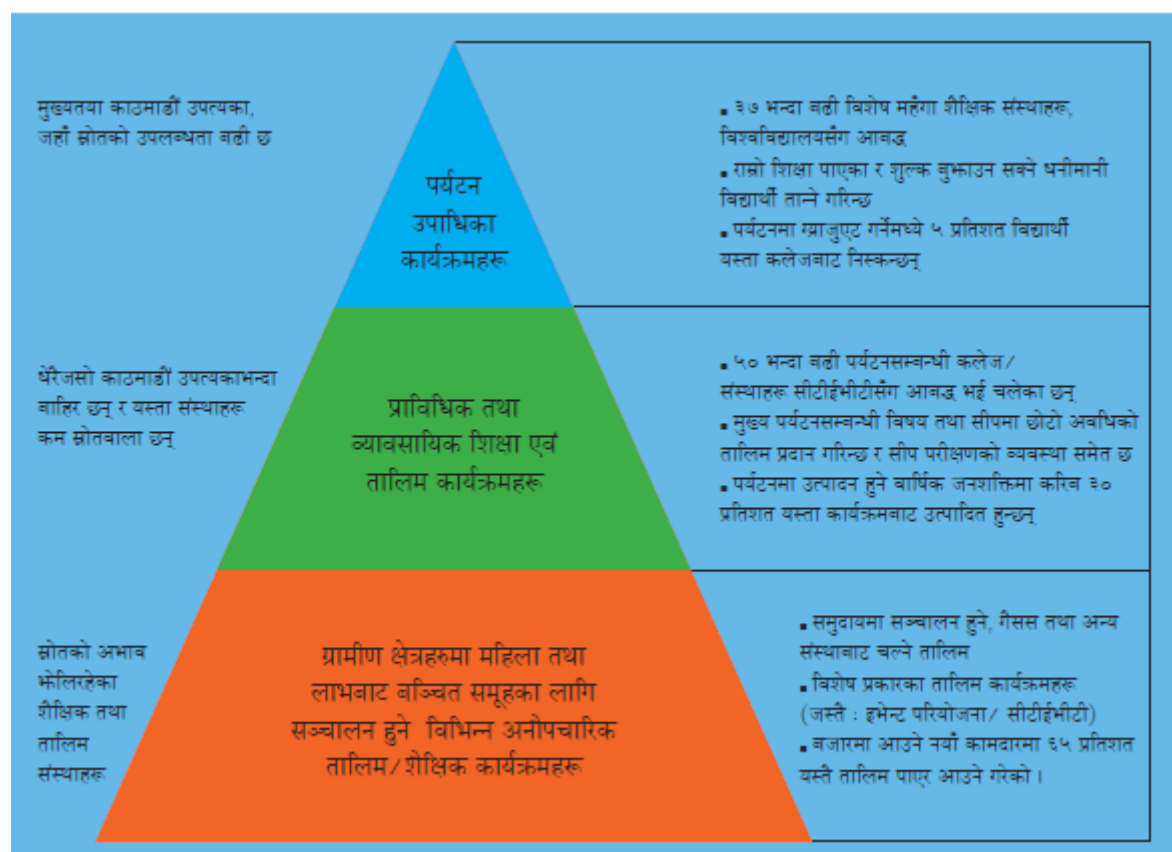 मुख्यतया काठमाडौं उपत्यका,
जहाँ स्रोतको उपलब्धता बढी छ
पर्यटन
उपाधिका
कार्यक्रमहरू
■ ३७ भन्दा बढी विशेष महँगा शैक्षिक संस्थाहरू,
विश्वविद्यालयसँग आबद्ध
■ राम्रो शिक्षा पाएका र शुल्क बुझाउन सक्ने धनीमानी
विद्यार्थी तान्ने गरिन्छ
■ पर्यटनमा ग्राजुएट गर्नेमध्ये ५ प्रतिशत विद्यार्थी
यस्ता कलेजबाट निस्कन्छन्
धेरैजसो काठमाडौं उपत्यकाभन्दा
बाहिर छन् र यस्ता संस्थाहरू
कम स्रोतवाला छन्
प्राविधिक तथा
व्यावसायिक शिक्षा एवं
तालिम कार्यक्रमहरू
■ ५० भन्दा बढी पर्यटनसम्बन्धी कलेज/
संस्थाहरू सीटीईभीटीसँग आबद्ध भई चलेका छन्
■ मुख्य पर्यटनसम्बन्धी विषय तथा सीपमा छोटो अवधिको
तालिम प्रदान गरिन्छ र सीप परीक्षणको व्यवस्था समेत छ
■ पर्यटनमा उत्पादन हुने वार्षिक जनशक्तिमा करिब ३०
प्रतिशत यस्ता कार्यक्रमबाट उत्पादित हुन्छन्
स्रोतको अभाव
झेलिरहेका
शैक्षिक तथा
तालिम
संस्थाहरू
ग्रामीण क्षेत्रहरुमा महिला तथा
लाभबाट वञ्चित समूहका लागि
सञ्चालन हुने विभिन्न अनौपचारिक
तालिम/शैक्षिक कार्यक्रमहरू
■ समुदायमा सञ्चालन हुने, गैसस तथा अन्य
संस्थाबाट चल्ने तालिम
■ विशेष प्रकारका तालिम कार्यक्रमहरू
(जस्तै : इभेन्ट परियोजना/ सीटीईभीटी)
■ बजारमा आउने नयाँ कामदारमा ६५ प्रतिशत
यस्तै तालिम पाएर आउने गरेको ।